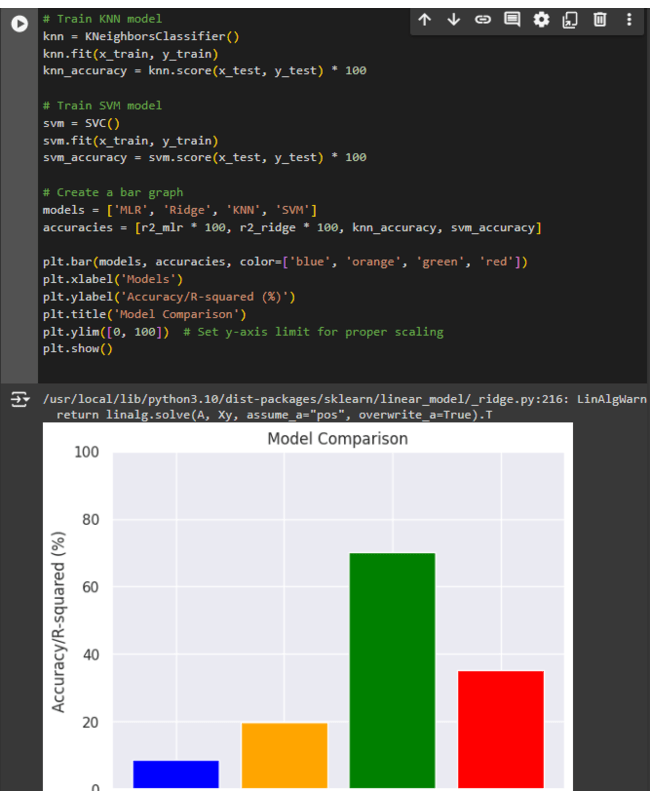 # Train KNN model
knn = KNeighborsClassifier()
knn.fit(x_train, y_train)
knn_accuracy = knn.score(x_test, y_test) * 100
# Train SVM model
svm = SVC()
svm.fit(x_train, y_train)
svm_accuracy = svm.score(x_test, y_test) * 100
# Create a bar graph
models = ['MLR', 'Ridge', 'KNN', 'SVM']
accuracies = [r2_mlr * 100, r2_ridge * 100, knn_accuracy, svm_accuracy]
plt.bar(models, accuracies, color=['blue', 'orange', 'green', 'red'])
plt.xlabel('Models')
plt.ylabel('Accuracy/R-squared (%)')
plt.title('Model Comparison')
plt.ylim([0, 100])  # Set y-axis limit for proper scaling
plt.show()
/usr/local/lib/python3.10/dist-packages/sklearn/linear_model/_ridge.py:216: LinAlgWarn
return linalg.solve(A, Xy, assume_a="pos", overwrite_a=True).T
Model Comparison
Accuracy/R-squared (%)
100
80
60
40
20
0